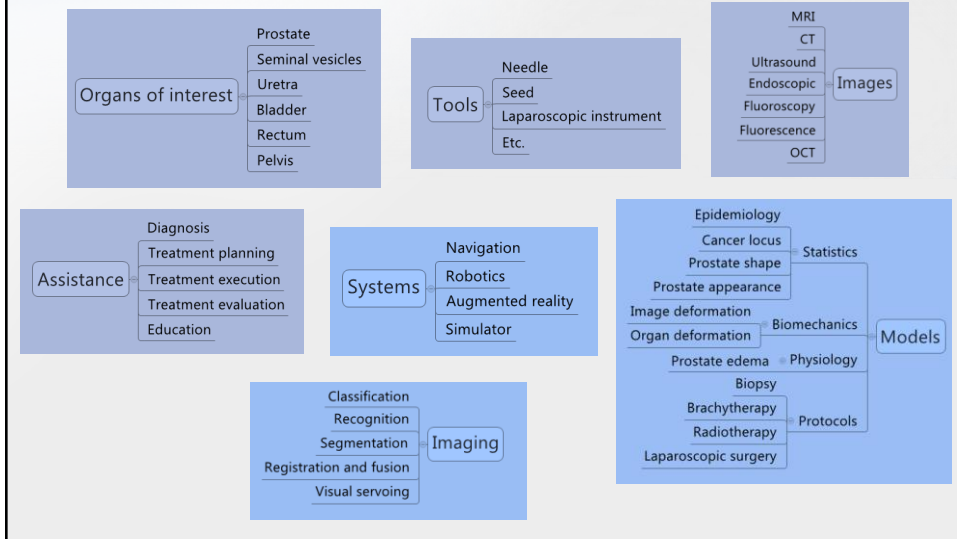 Organs of interest
Prostate
Seminal vesicles
Uretra
Bladder
Rectum
Pelvis
Tools
Needle
Seed
Laparoscopic instrument
Etc.
MRI
CT
Ultrasound
Endoscopic
Fluoroscopy
Fluorescence
OCT
Images
Assistance
Diagnosis
Treatment planning
Treatment execution
Treatment evaluation
Education
Systems
Navigation
Robotics
Augmented reality
Simulator
Epidemiology
Cancer locus
Prostate shape
Prostate appearance
Statistics
Image deformation
Organ deformation
Biomechanics
Prostate edema
Physiology
Biopsy
Brachytherapy
Radiotherapy
Laparoscopic surgery
Protocols
Models
Classification
Recognition
Segmentation
Registration and fusion
Visual servoing
Imaging